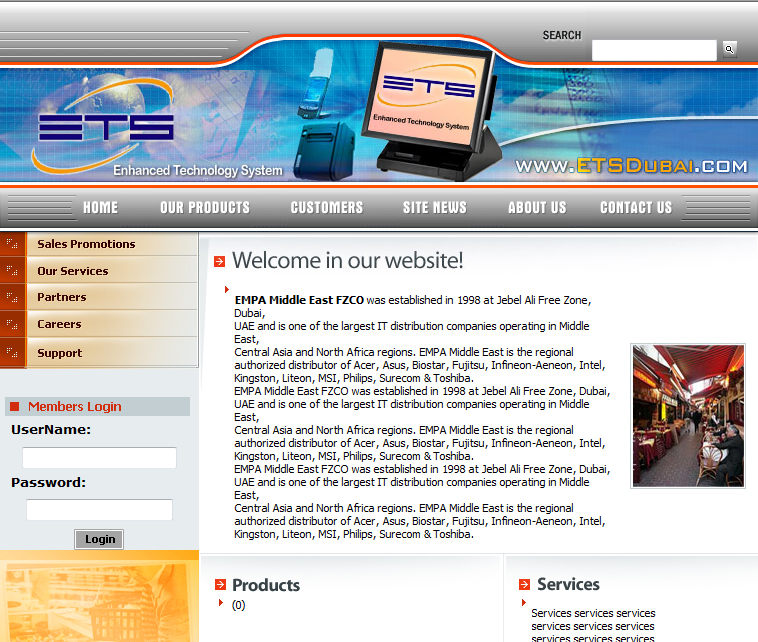 SEARCH
ETS
Enhanced Technology System
ETS
Enhanced Technology System
WWW.ETSDUBAI.COM
HOME
OUR PRODUCTS
CUSTOMERS
SITE NEWS
ABOUT US
CONTACT US
Sales Promotions
Our Services
Partners
Careers
Support
Members Login
UserName:
Password:
Login
Welcome in our website!
EMPA Middle East FZCO was established in 1998 at Jebel Ali Free Zone,
Dubai,
UAE and is one of the largest IT distribution companies operating in Middle
East,
Central Asia and North Africa regions. EMPA Middle East is the regional
authorized distributor of Acer, Asus, Biostar, Fujitsu, Infineon-Aeneon, Intel,
Kingston, Liteon, MSI, Philips, Surecom & Toshiba.
EMPA Middle East FZCO was established in 1998 at Jebel Ali Free Zone, Dubai,
UAE and is one of the largest IT distribution companies operating in Middle
East,
Central Asia and North Africa regions. EMPA Middle East is the regional
authorized distributor of Acer, Asus, Biostar, Fujitsu, Infineon-Aeneon, Intel,
Kingston, Liteon, MSI, Philips, Surecom & Toshiba.
EMPA Middle East FZCO was established in 1998 at Jebel Ali Free Zone, Dubai,
UAE and is one of the largest IT distribution companies operating in Middle
East,
Central Asia and North Africa regions. EMPA Middle East is the regional
authorized distributor of Acer, Asus, Biostar, Fujitsu, Infineon-Aeneon, Intel,
Kingston, Liteon, MSI, Philips, Surecom & Toshiba.
Products
(0)
Services
Services services services
services services services
services services services